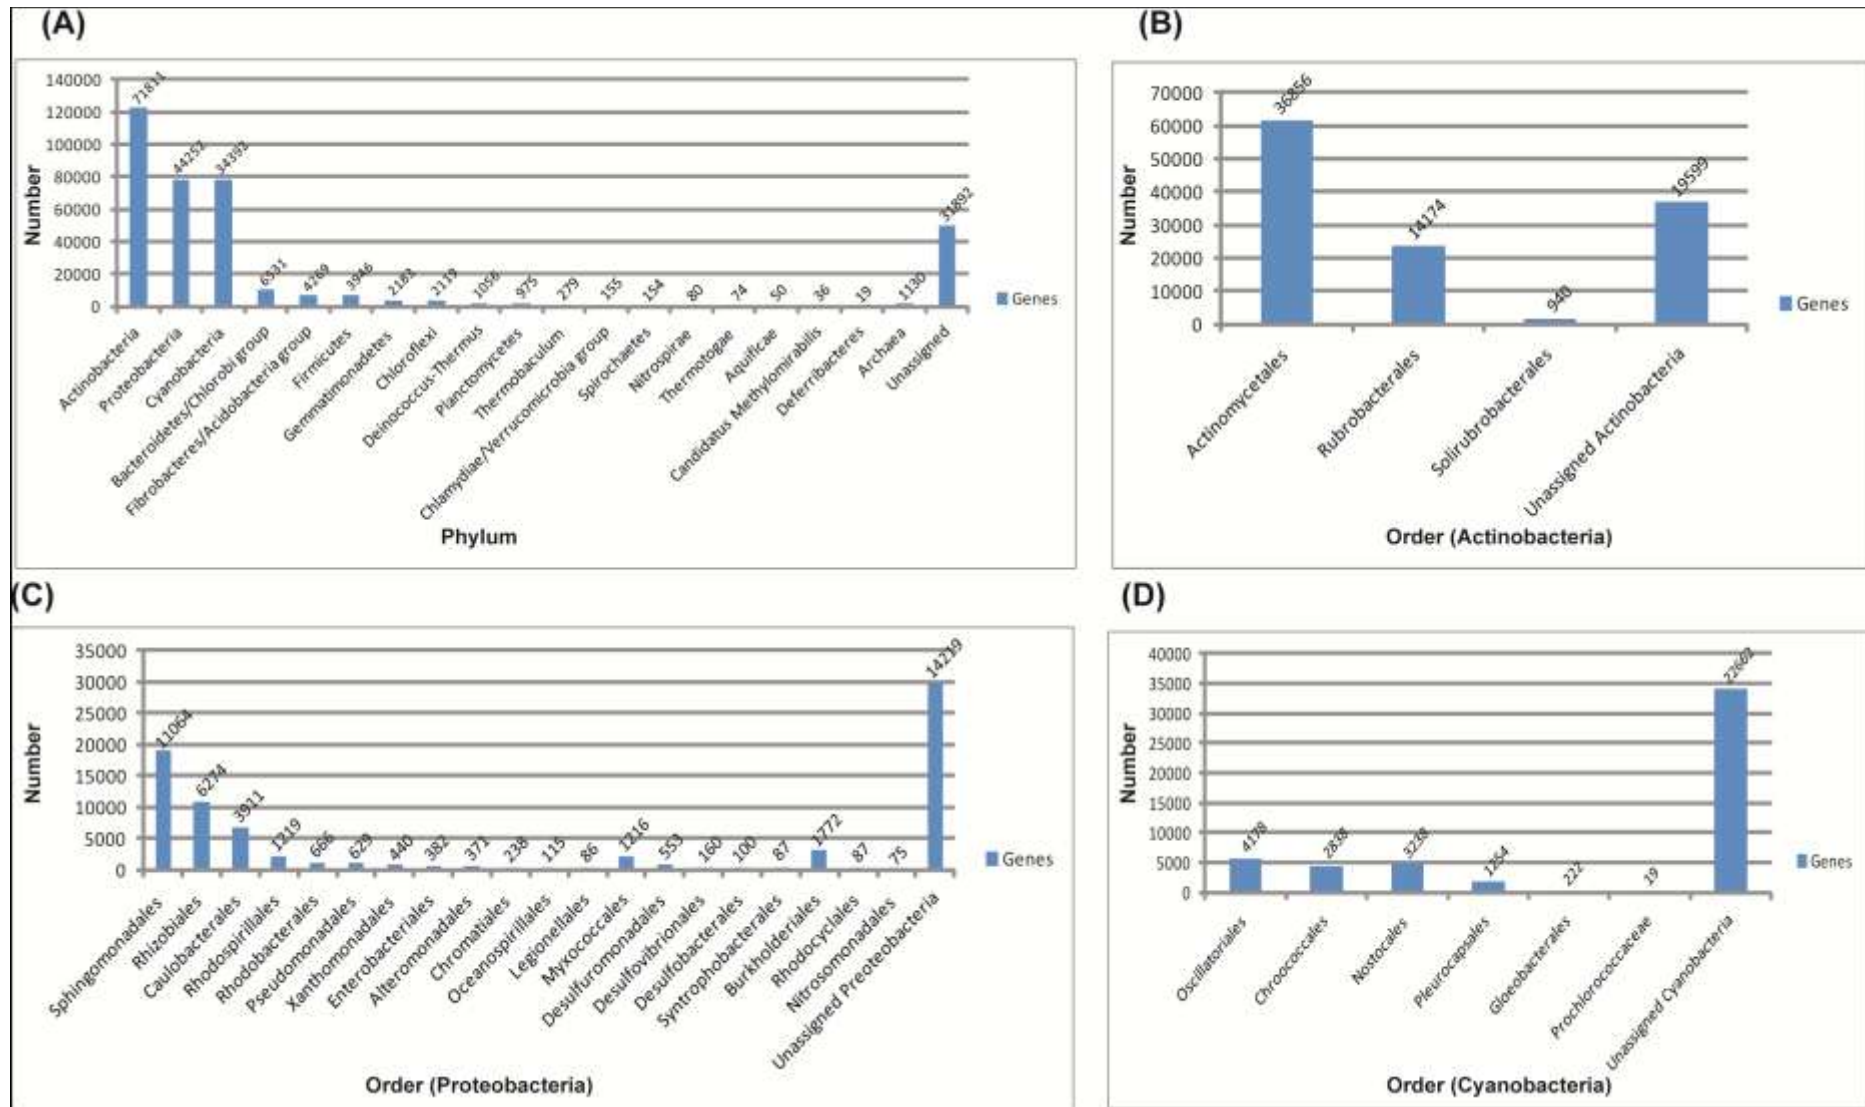 (A)
140000
120000
100000
80000
60000
40000
20000
0
Number
71811
44252
34393
6531
4269
3946
2183
2119
1056
975
279
155
154
80
74
50
36
19
1130
31892
Actinobacteria
Proteobacteria
Cyanobacteria
Bacteroidetes/Chlorobi group
Fibrobacteres/Acidobacteria group
Firmicutes
Gemmatimonadetes
Chloroflexi
Deinococcus-Thermus
Planctomycetes
Thermobaculum
Chlamydiae/Verrucomicrobia group
Spirochaetes
Nitrospirae
Thermotogae
Aquificae
Candidatus Methylomirabilis
Deferribacteres
Archaea
Unassigned
Genes
Phylum
(B)
70000
60000
50000
40000
30000
20000
10000
0
Number
36856
14174
940
19599
Actinomycetales
Rubrobacterales
Solirubrobacterales
Unassigned Actinobacteria
Genes
Order (Actinobacteria)
(C)
35000
30000
25000
20000
15000
10000
5000
0
Number
11064
6274
3911
1219
666
629
440
382
371
238
115
86
1216
553
160
100
87
1772
87
75
14219
Sphingomonadales
Rhizobiales
Caulobacterales
Rhodospirillales
Rhodobacterales
Pseudomonadales
Xanthomonadales
Enterobacteriales
Alteromonadales
Chromatiales
Oceanospirillales
Legionellales
Myxococcales
Desulfuromonadales
Desulfovibrionales
Desulfobacterales
Syntrophobacterales
Burkholderiales
Rhodocyclales
Nitrosomonadales
Unassigned Preoteobacteria
Genes
Order (Proteobacteria)
(D)
40000
35000
30000
25000
20000
15000
10000
5000
0
Number
4178
2838
3238
1254
222
19
22662
Oscillatoriales
Chroococcales
Nostocales
Pleurocapsales
Gloeobacterales
Prochlorococcaceae
Unassigned Cyanobacteria
Genes
Order (Cyanobacteria)